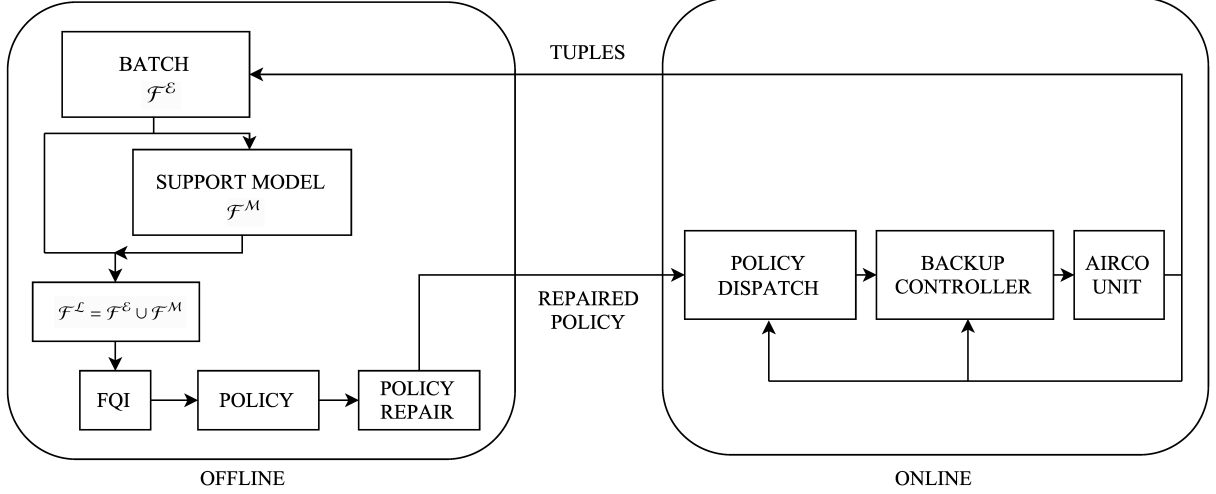 BATCH
𝓕^𝓔
TUPLES
SUPPORT MODEL
𝓕^𝓜
𝓕^𝓛 = 𝓕^𝓔 ∪ 𝓕^𝓜
FQI
POLICY
POLICY
REPAIR
REPAIRED
POLICY
POLICY
DISPATCH
BACKUP
CONTROLLER
AIRCO
UNIT
OFFLINE
ONLINE